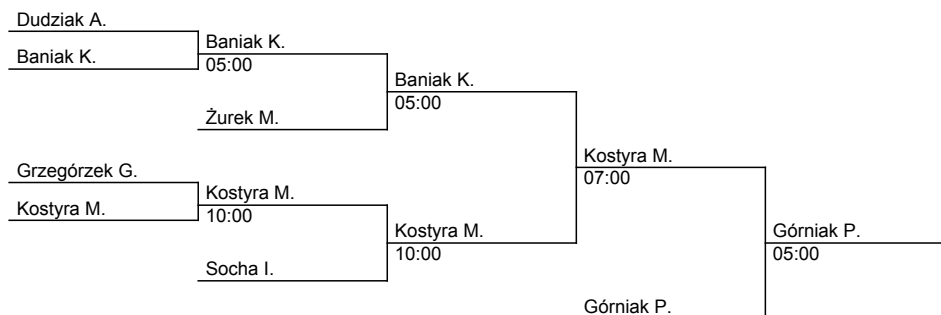 Dudziak A.
Baniak K.
Baniak K.
05:00
Żurek M.
Baniak K.
05:00
Grzegórzek G.
Kostyra M.
Kostyra M.
10:00
Socha I.
Kostyra M.
10:00
Kostyra M.
07:00
Górniak P.
Górniak P.
05:00